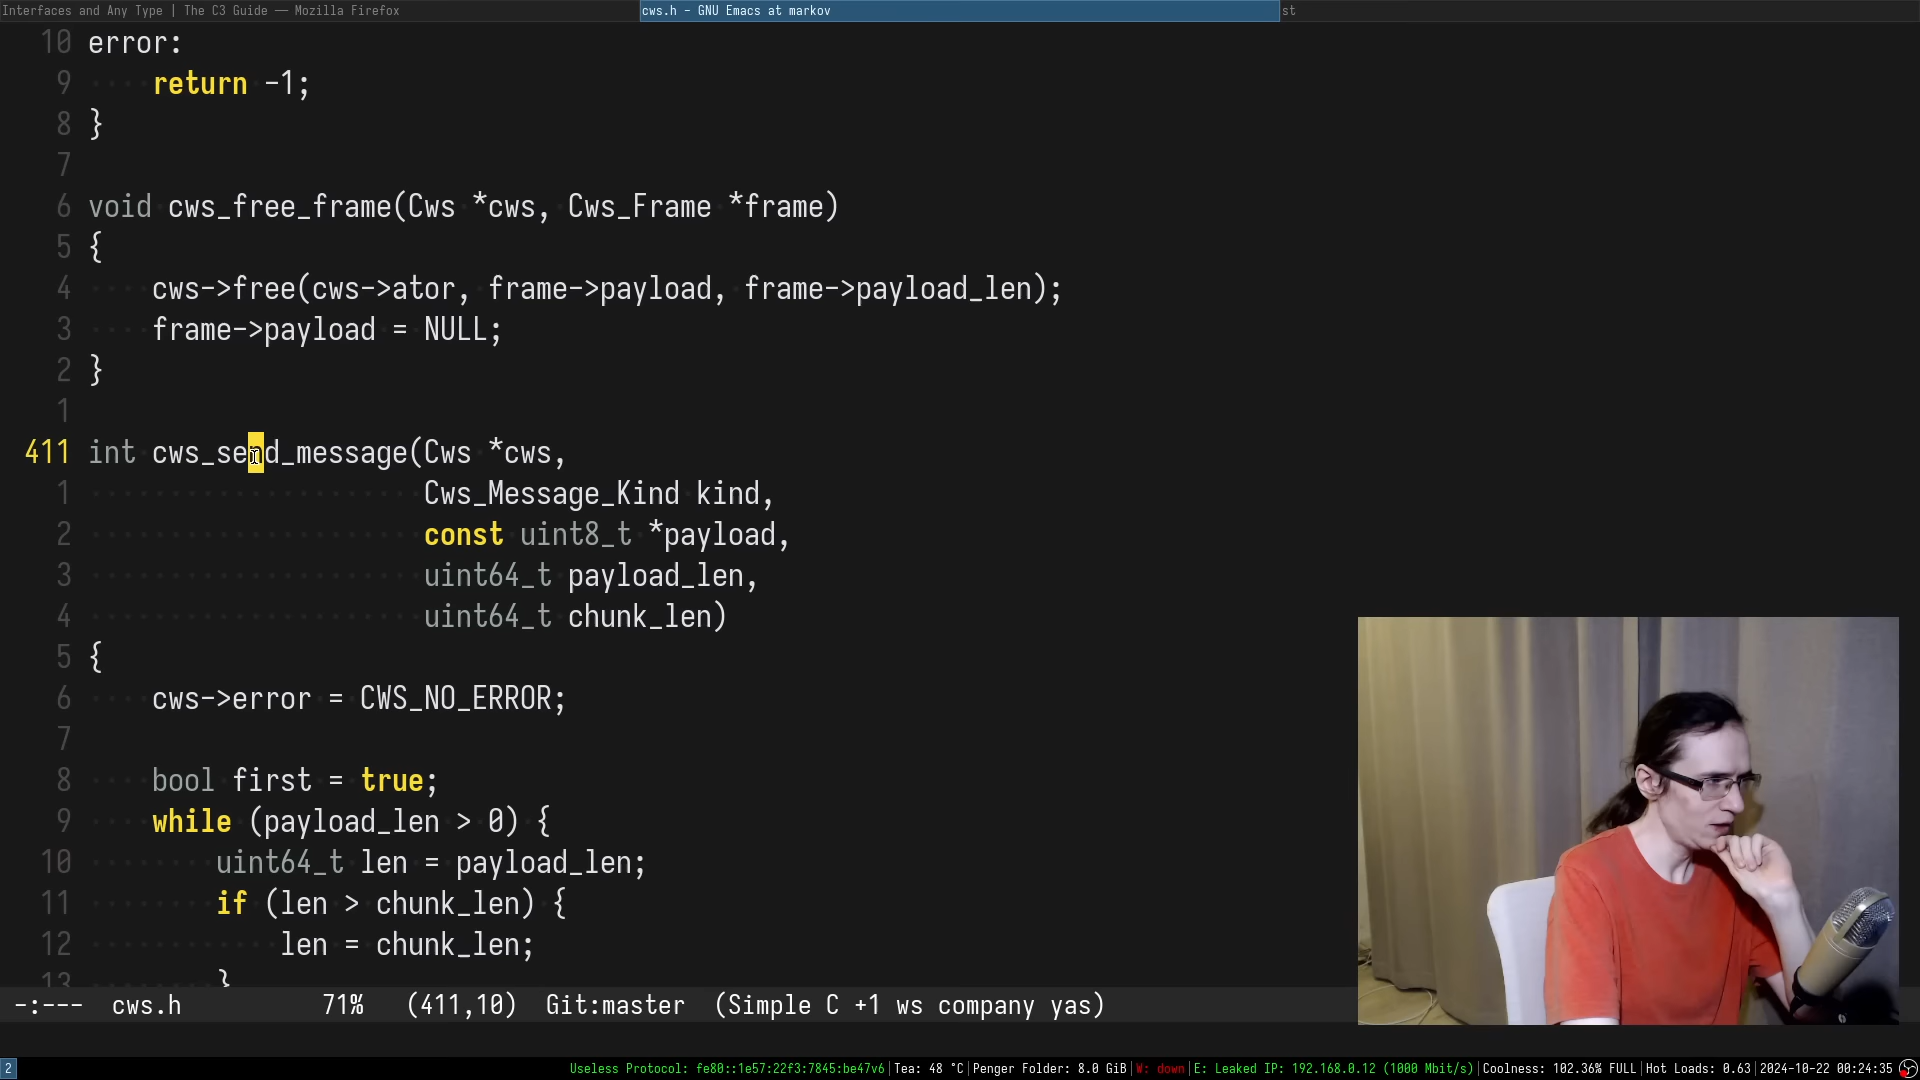 Interfaces and Any Type | The C3 Guide — Mozilla Firefox
cws.h - GNU Emacs at markov
st
10 error:
9 return -1;
8 }
7
6 void cws_free_frame(Cws *cws, Cws_Frame *frame)
5 {
4 cws->free(cws->ator, frame->payload, frame->payload_len);
3 frame->payload = NULL;
2 }
1
411 int cws_send_message(Cws *cws,
1 Cws_Message_Kind kind,
2 const uint8_t *payload,
3 uint64_t payload_len,
4 uint64_t chunk_len)
5 {
6 cws->error = CWS_NO_ERROR;
7
8 bool first = true;
9 while (payload_len > 0) {
10 uint64_t len = payload_len;
11 if (len > chunk_len) {
12 len = chunk_len;
13 }
-:--- cws.h 71% (411,10) Git:master (Simple C +1 ws company yas)
2 Useless Protocol: fe80::1e57:22f3:7845:be47v6|Tea: 48 °C|Penger Folder: 8.0 GiB|W: down|E: Leaked IP: 192.168.0.12 (1000 Mbit/s)|Coolness: 102.36% FULL|Hot Loads: 0.63|2024-10-22 00:24:35